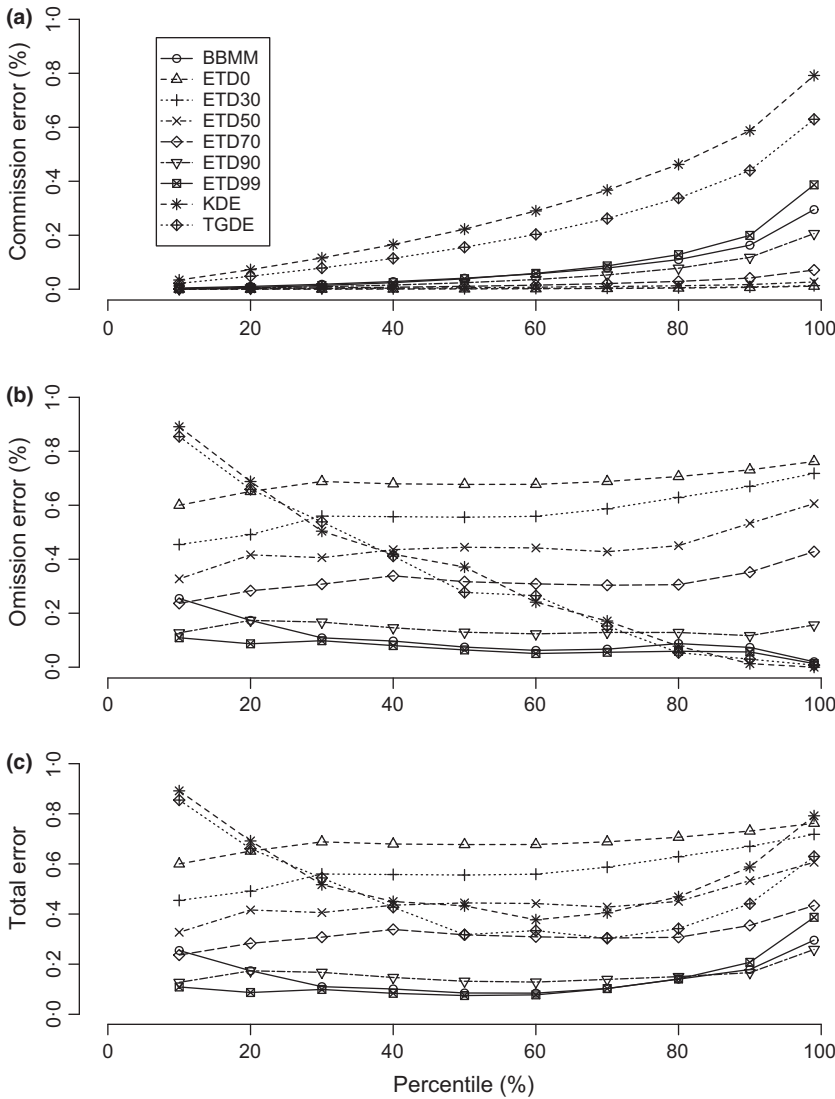 (a)
Commission error (%)
0·0 0·2 0·4 0·6 0·8 1·0
BBMM
ETD0
ETD30
ETD50
ETD70
ETD90
ETD99
KDE
TGDE
0 20 40 60 80 100
(b)
Omission error (%)
0·0 0·2 0·4 0·6 0·8 1·0
0 20 40 60 80 100
(c)
Total error
0·0 0·2 0·4 0·6 0·8 1·0
0 20 40 60 80 100
Percentile (%)